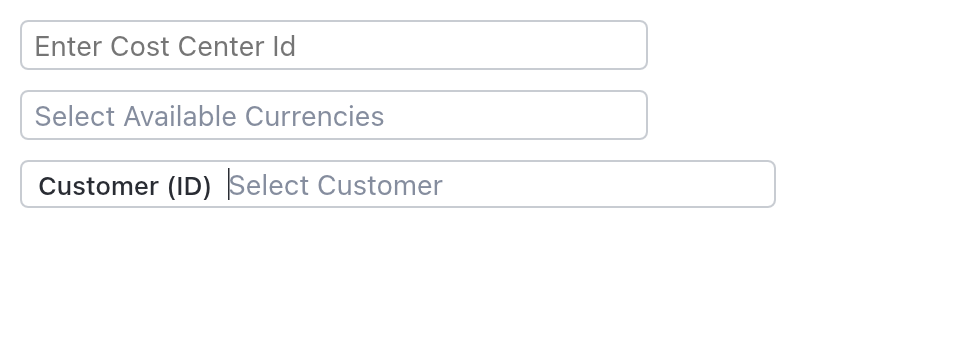 Enter Cost Center Id
Select Available Currencies
Customer (ID) Select Customer